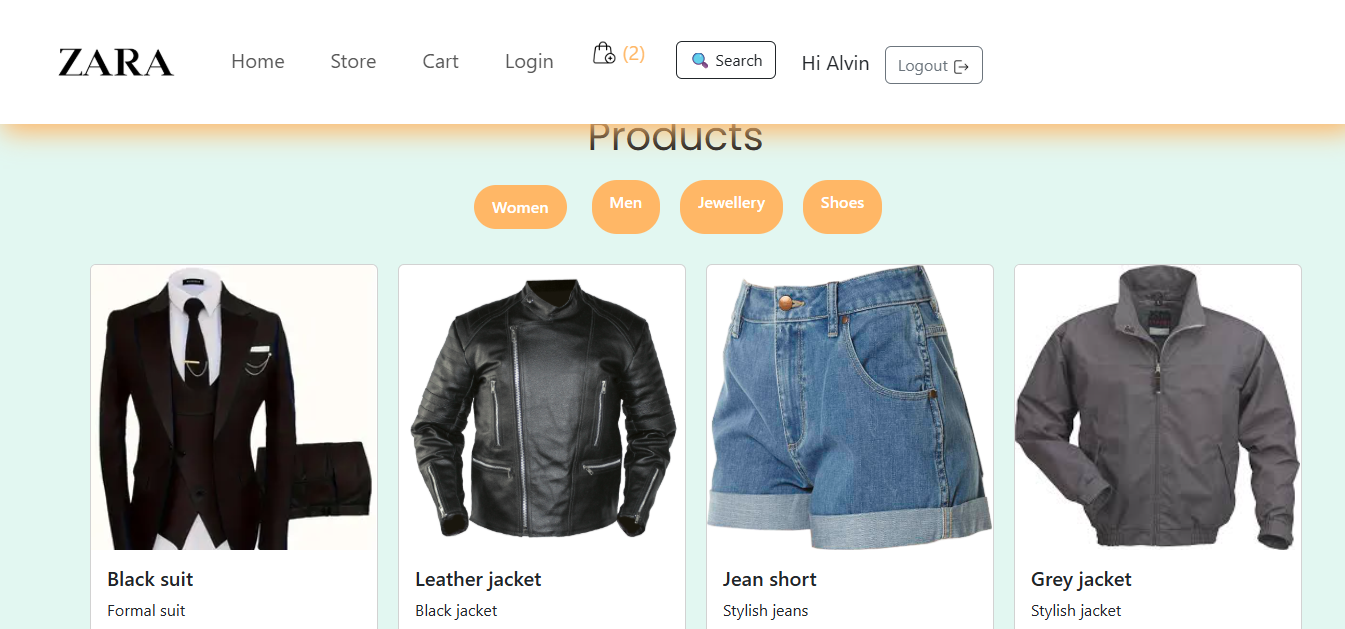 ZARA
Home
Store
Cart
Login
(2)
Search
Hi Alvin
Logout
Products
Women
Men
Jewellery
Shoes
Black suit
Formal suit
Leather jacket
Black jacket
Jean short
Stylish jeans
Grey jacket
Stylish jacket